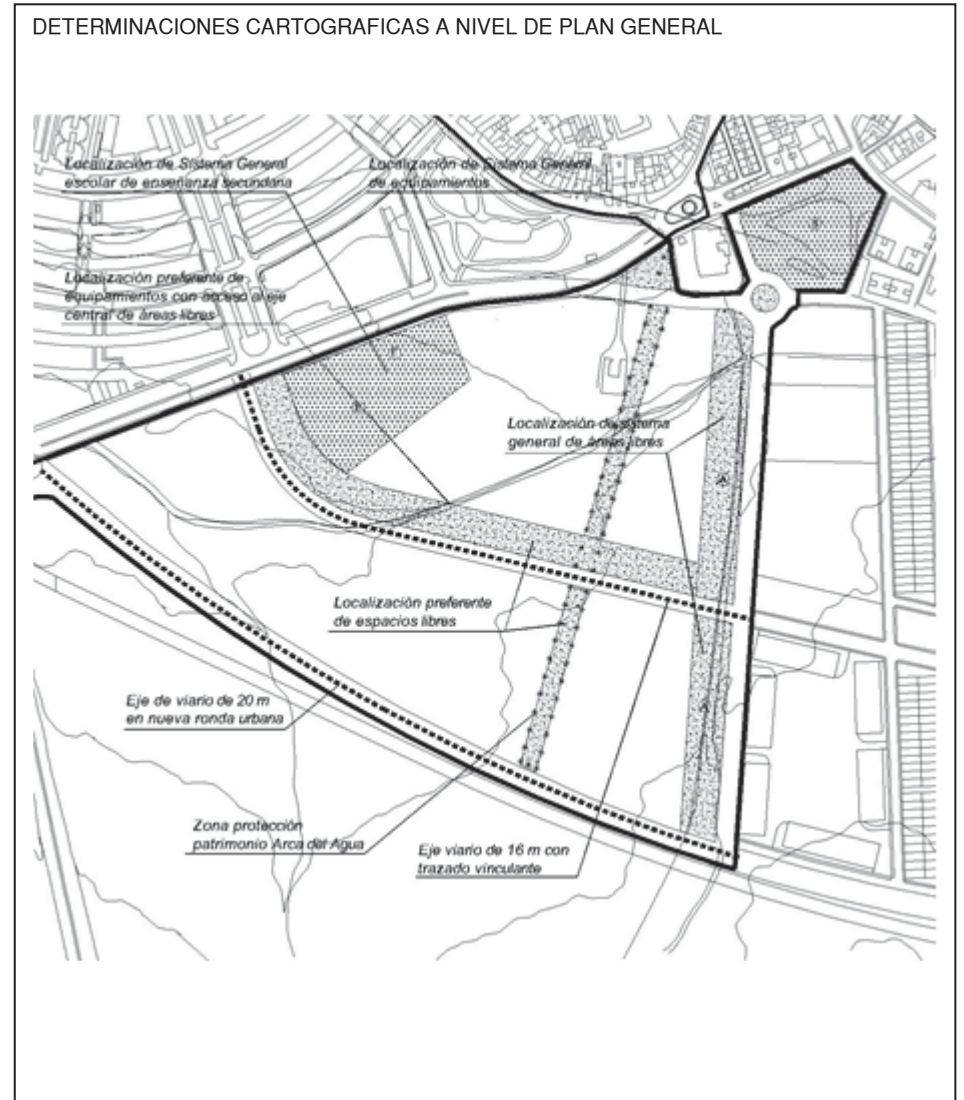 DETERMINACIONES CARTOGRAFICAS A NIVEL DE PLAN GENERAL
Localización de Sistema General
escolar de enseñanza secundaria
Localización de Sistema General
de equipamientos
Localización preferente de
equipamientos con acceso al eje
central de áreas libres
Localización de sistema
general de áreas libres
Localización preferente
de espacios libres
Eje de viario de 20 m
en nueva ronda urbana
Zona protección
patrimonio Arca del Agua
Eje viario de 16 m con
trazado vinculante